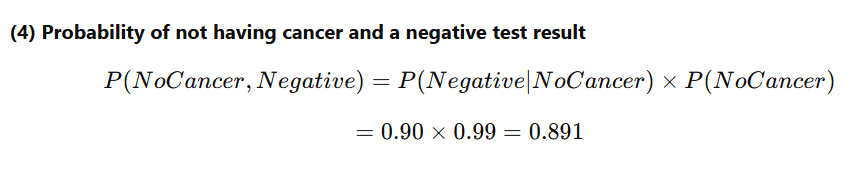 (4) Probability of not having cancer and a negative test result
P(NoCancer, Negative) = P(Negative|NoCancer) × P(NoCancer)
= 0.90 × 0.99 = 0.891